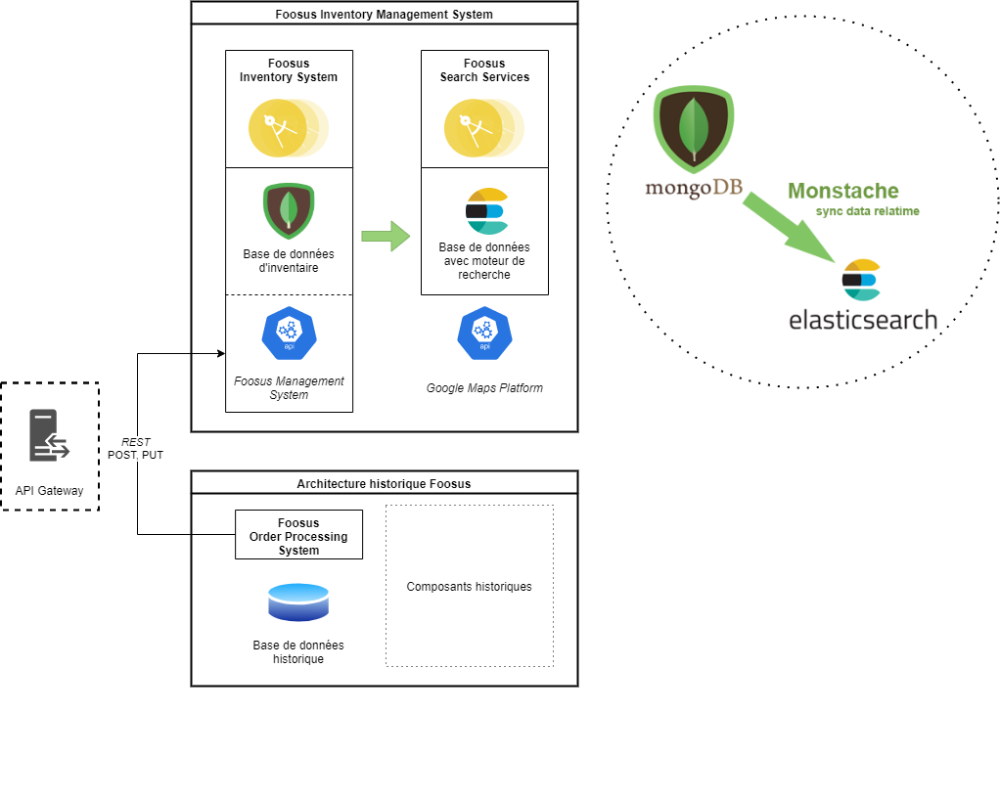 Foosus Inventory Management System
Foosus
Inventory System
Foosus
Search Services
Base de données
d'inventaire
Base de données
avec moteur de
recherche
api
Foosus Management
System
api
Google Maps Platform
mongoDB
Monstache
sync data relatime
elasticsearch
API Gateway
REST
POST, PUT
Architecture historique Foosus
Foosus
Order Processing
System
Base de données
historique
Composants historiques